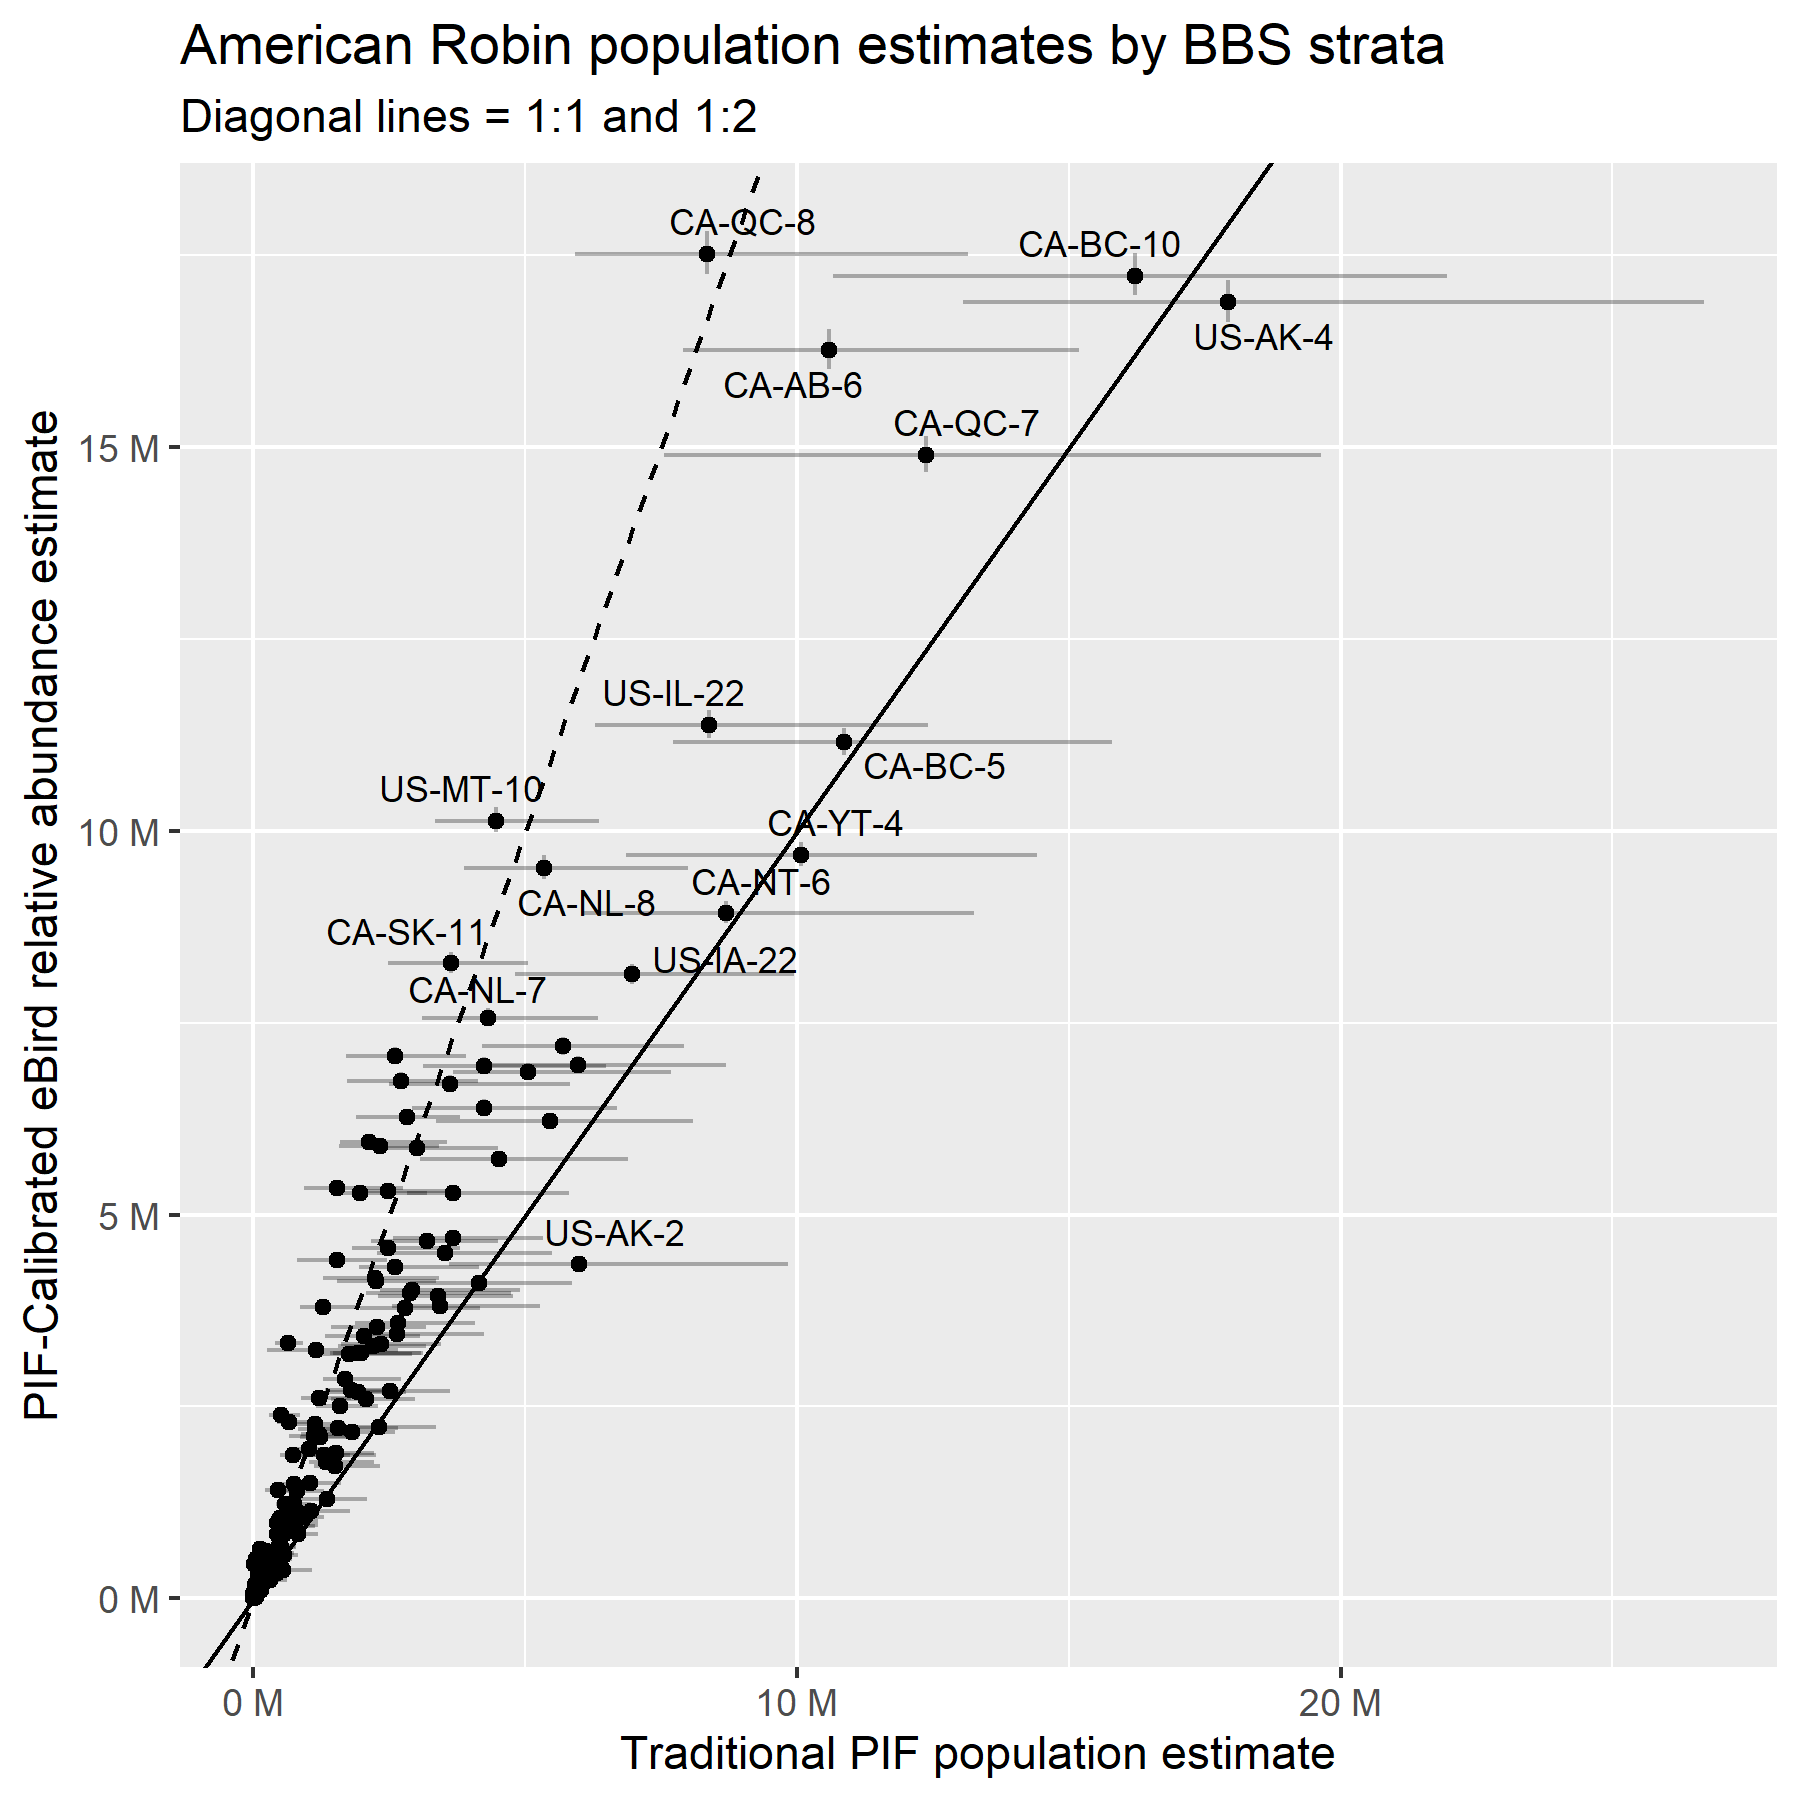 American Robin population estimates by BBS strata
Diagonal lines = 1:1 and 1:2
CA-QC-8
CA-BC-10
US-AK-4
CA-AB-6
CA-QC-7
15 M
US-IL-22
CA-BC-5
US-MT-10
CA-YT-4
10 M
CA-NT-6
CA-NL-8
CA-SK-11
US-IA-22
CA-NL-7
US-AK-2
5 M
0 M
PIF-Calibrated eBird relative abundance estimate
0 M
10 M
20 M
Traditional PIF population estimate